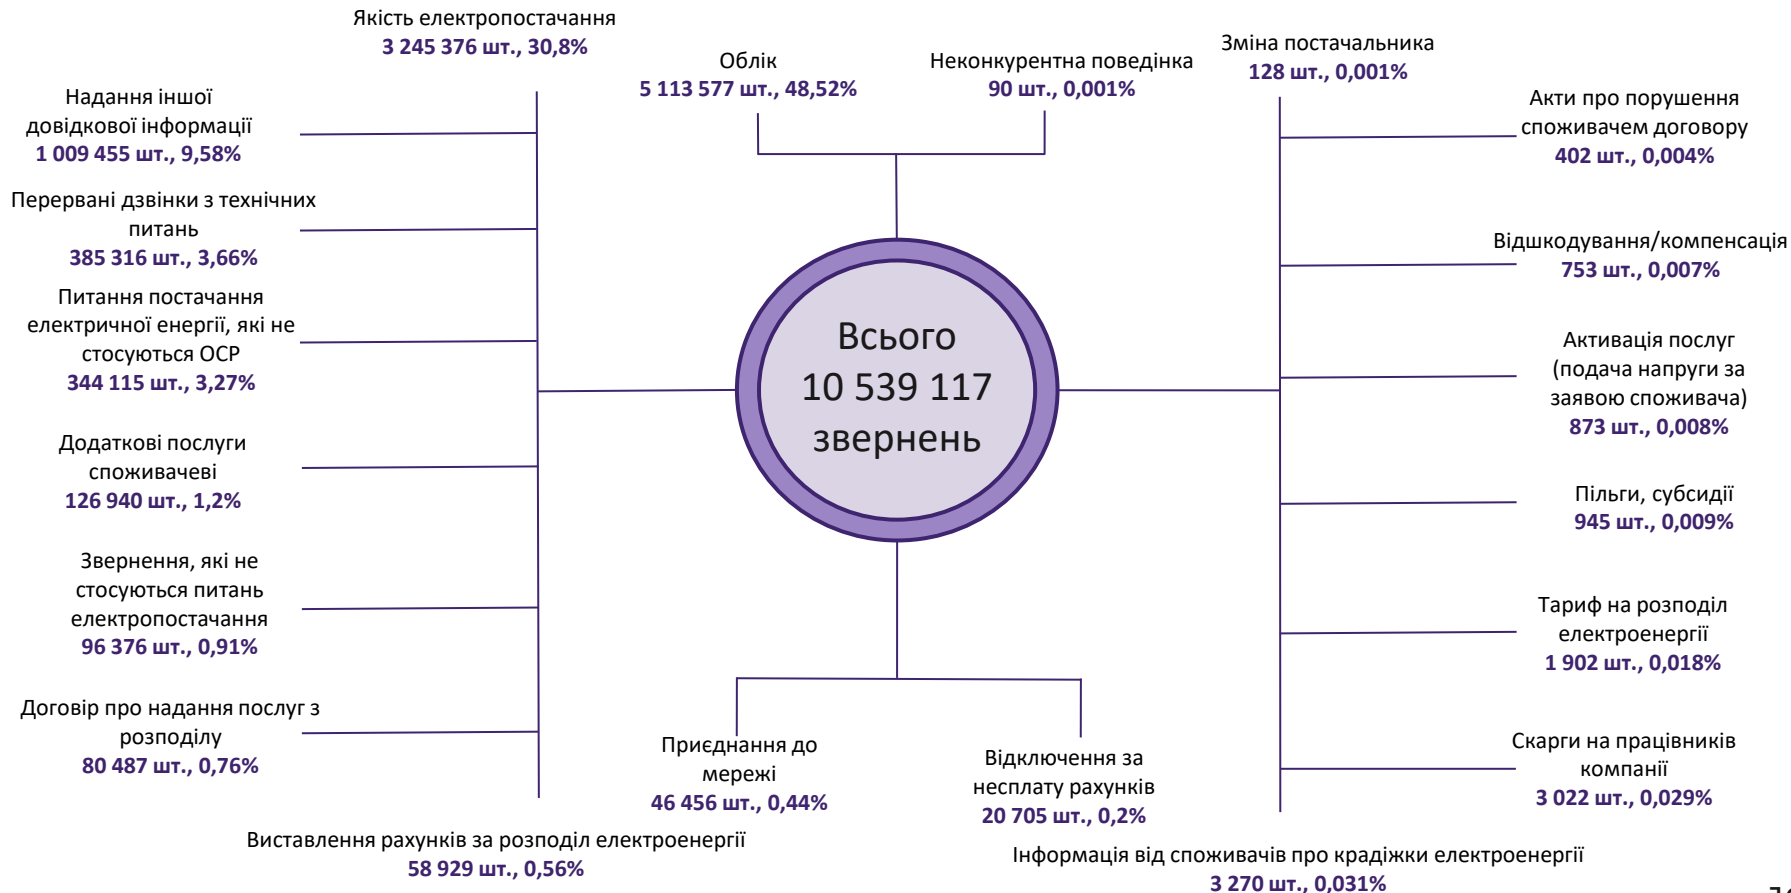 Якість електропостачання
3 245 376 шт., 30,8%
Облік
5 113 577 шт., 48,52%
Неконкурентна поведінка
90 шт., 0,001%
Зміна постачальника
128 шт., 0,001%
Надання іншої
довідкової інформації
1 009 455 шт., 9,58%
Перервані дзвінки з технічних
питань
385 316 шт., 3,66%
Питання постачання
електричної енергії, які не
стосуються ОСР
344 115 шт., 3,27%
Додаткові послуги
споживачеві
126 940 шт., 1,2%
Звернення, які не
стосуються питань
електропостачання
96 376 шт., 0,91%
Договір про надання послуг з
розподілу
80 487 шт., 0,76%
Виставлення рахунків за розподіл електроенергії
58 929 шт., 0,56%
Всього
10 539 117
звернень
Приєднання до
мережі
46 456 шт., 0,44%
Відключення за
несплату рахунків
20 705 шт., 0,2%
Акти про порушення
споживачем договору
402 шт., 0,004%
Відшкодування/компенсація
753 шт., 0,007%
Активація послуг
(подача напруги за
заявою споживача)
873 шт., 0,008%
Пільги, субсидії
945 шт., 0,009%
Тариф на розподіл
електроенергії
1 902 шт., 0,018%
Скарги на працівників
компанії
3 022 шт., 0,029%
Інформація від споживачів про крадіжки електроенергії
3 270 шт., 0,031%